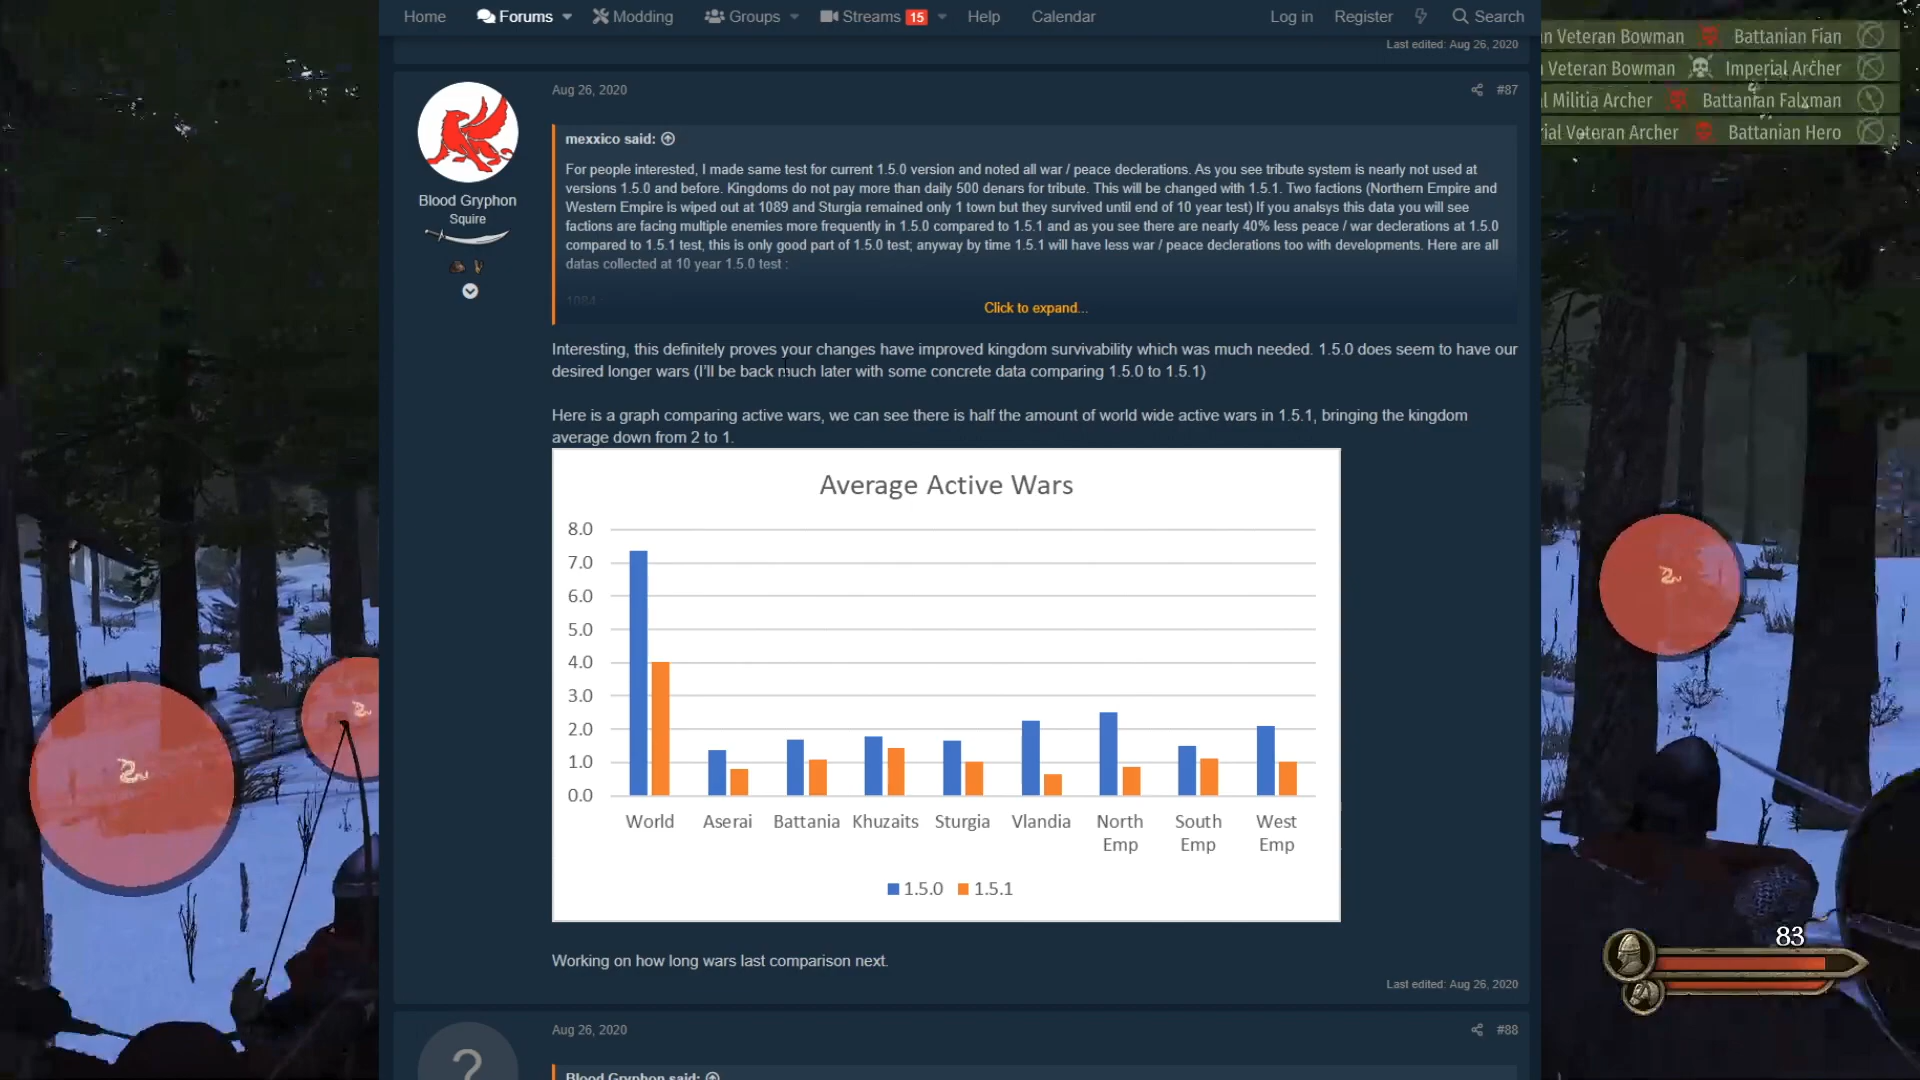 Home Forums Modding Groups Streams 15 Help Calendar Log in Register Search
Last edited: Aug 26, 2020
n Veteran Bowman Battanian Fian
Veteran Bowman Imperial Archer
l Militia Archer Battanian Falxman
rial Veteran Archer Battanian Hero
Aug 26, 2020 #87
Blood Gryphon
Squire
mexxico said:
For people interested, I made same test for current 1.5.0 version and noted all war / peace declerations. As you see tribute system is nearly not used at
versions 1.5.0 and before. Kingdoms do not pay more than daily 500 denars for tribute. This will be changed with 1.5.1. Two factions (Northern Empire and
Western Empire is wiped out at 1089 and Sturgia remained only 1 town but they survived until end of 10 year test) If you analsys this data you will see
factions are facing multiple enemies more frequently in 1.5.0 compared to 1.5.1 and as you see there are nearly 40% less peace / war declerations at 1.5.0
compared to 1.5.1 test, this is only good part of 1.5.0 test; anyway by time 1.5.1 will have less war / peace declerations too with developments. Here are all
datas collected at 10 year 1.5.0 test :
1084 :
Click to expand...
Interesting, this definitely proves your changes have improved kingdom survivability which was much needed. 1.5.0 does seem to have our
desired longer wars (I'll be back much later with some concrete data comparing 1.5.0 to 1.5.1)
Here is a graph comparing active wars, we can see there is half the amount of world wide active wars in 1.5.1, bringing the kingdom
average down from 2 to 1.
Average Active Wars
8.0
7.0
6.0
5.0
4.0
3.0
2.0
1.0
0.0
World Aserai Battania Khuzaits Sturgia Vlandia North South West
Emp Emp Emp
1.5.0 1.5.1
83
Working on how long wars last comparison next.
Last edited: Aug 26, 2020
Aug 26, 2020 #88
?
Blood Gryphon said: